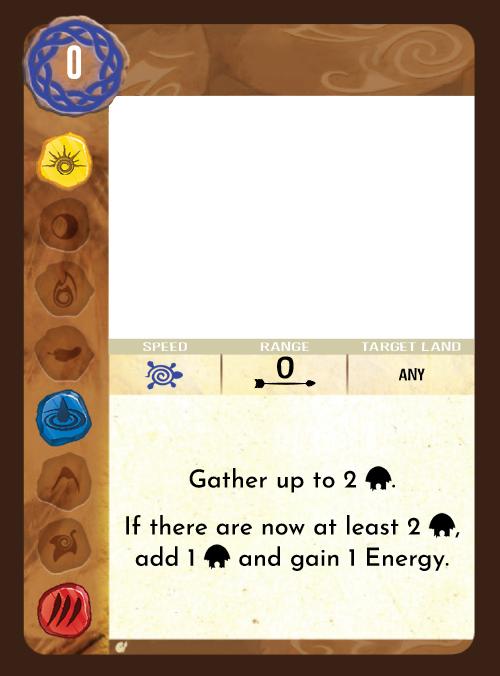 0
SPEED RANGE TARGET LAND
0 ANY
Gather up to 2 .
If there are now at least 2 ,
add 1 and gain 1 Energy.